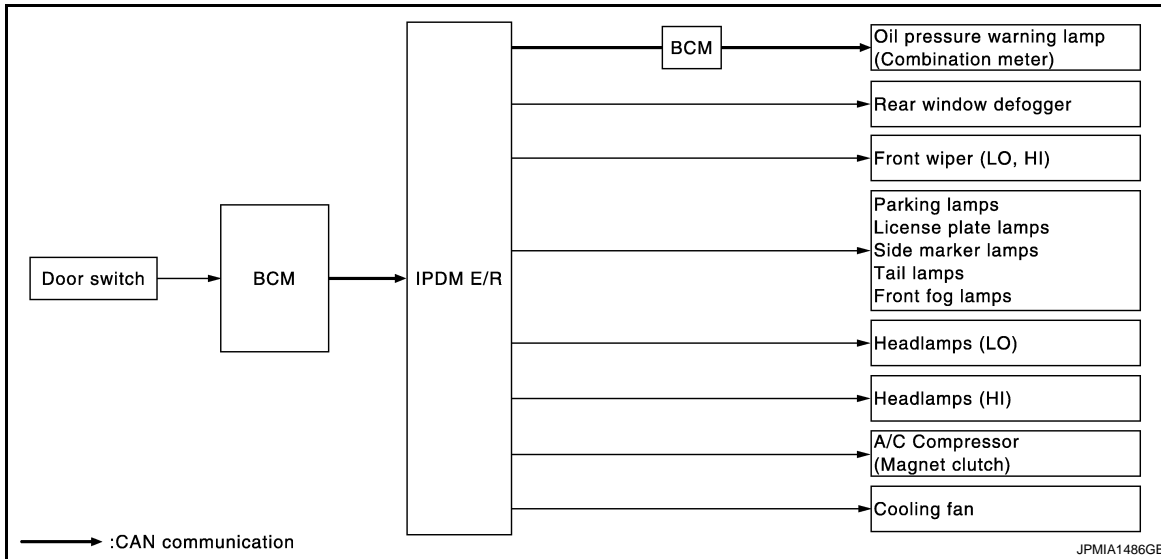 BCM
Oil pressure warning lamp
(Combination meter)
Rear window defogger
Front wiper (LO, HI)
Parking lamps
License plate lamps
Side marker lamps
Tail lamps
Front fog lamps
Door switch
BCM
IPDM E/R
Headlamps (LO)
Headlamps (HI)
A/C Compressor
(Magnet clutch)
Cooling fan
:CAN communication
JPMIA1486GB